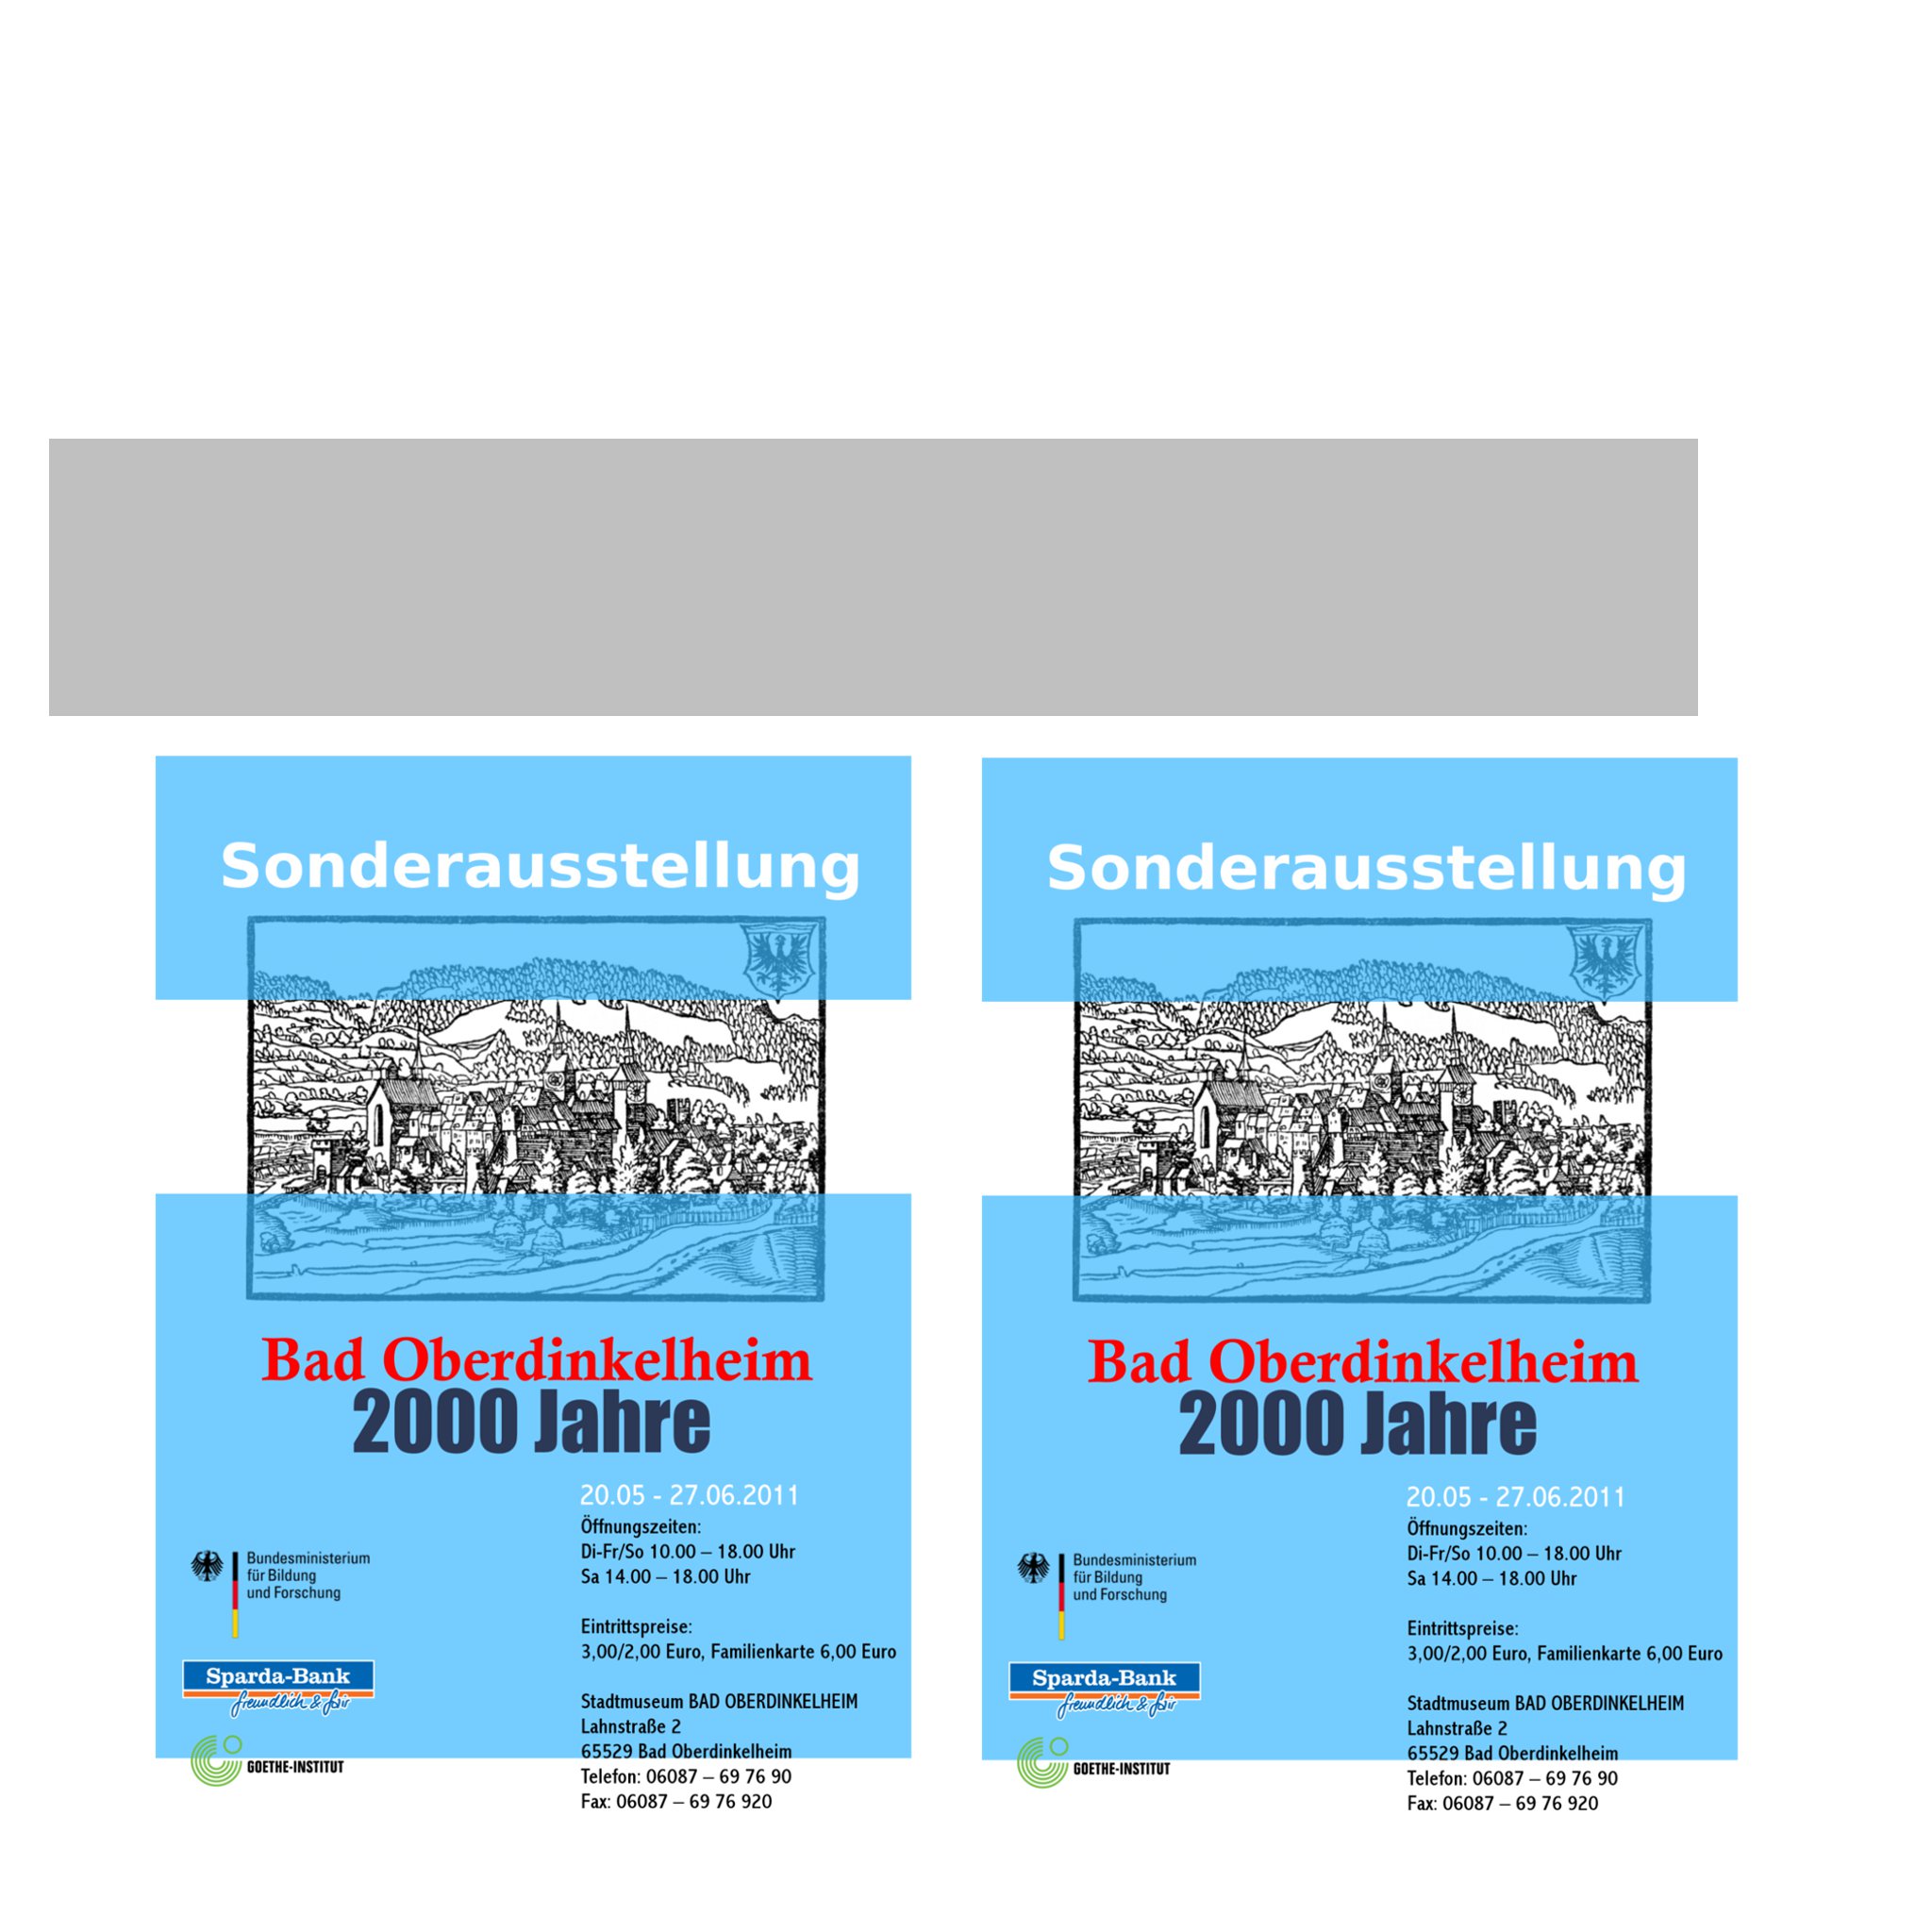 Sonderausstellung
Bad Oberdinkelheim
2000 Jahre
20.05 - 27.06.2011
Öffnungszeiten:
Di-Fr/So 10.00 – 18.00 Uhr
Sa 14.00 – 18.00 Uhr
Eintrittspreise:
3,00/2,00 Euro, Familienkarte 6,00 Euro
Stadtmuseum BAD OBERDINKELHEIM
Lahnstraße 2
65529 Bad Oberdinkelheim
Telefon: 06087 – 69 76 90
Fax: 06087 – 69 76 920
Bundesministerium
für Bildung
und Forschung
Sparda-Bank
freundlich & fair
GOETHE-INSTITUT
Sonderausstellung
Bad Oberdinkelheim
2000 Jahre
20.05 - 27.06.2011
Öffnungszeiten:
Di-Fr/So 10.00 – 18.00 Uhr
Sa 14.00 – 18.00 Uhr
Eintrittspreise:
3,00/2,00 Euro, Familienkarte 6,00 Euro
Stadtmuseum BAD OBERDINKELHEIM
Lahnstraße 2
65529 Bad Oberdinkelheim
Telefon: 06087 – 69 76 90
Fax: 06087 – 69 76 920
Bundesministerium
für Bildung
und Forschung
Sparda-Bank
freundlich & fair
GOETHE-INSTITUT